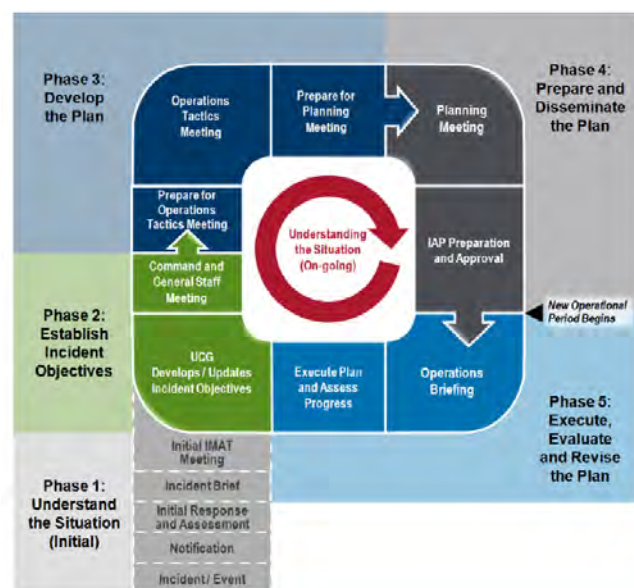 Phase 3:
Develop
the Plan
Operations
Tactics
Meeting
Prepare for
Planning
Meeting
Planning
Meeting
Phase 4:
Prepare and
Disseminate
the Plan
Prepare for
Operations
Tactics Meeting
Understanding
the Situation
(On-going)
IAP Preparation
and Approval
Command and
General Staff
Meeting
New Operational
Period Begins
Phase 2:
Establish
Incident
Objectives
UCG
Develops / Updates
Incident Objectives
Execute Plan
and Assess
Progress
Operations
Briefing
Phase 5:
Execute,
Evaluate
and Revise
the Plan
Phase 1:
Understand
the Situation
(Initial)
Initial IMAT
Meeting
Incident Brief
Initial Response
and Assessment
Notification
Incident / Event